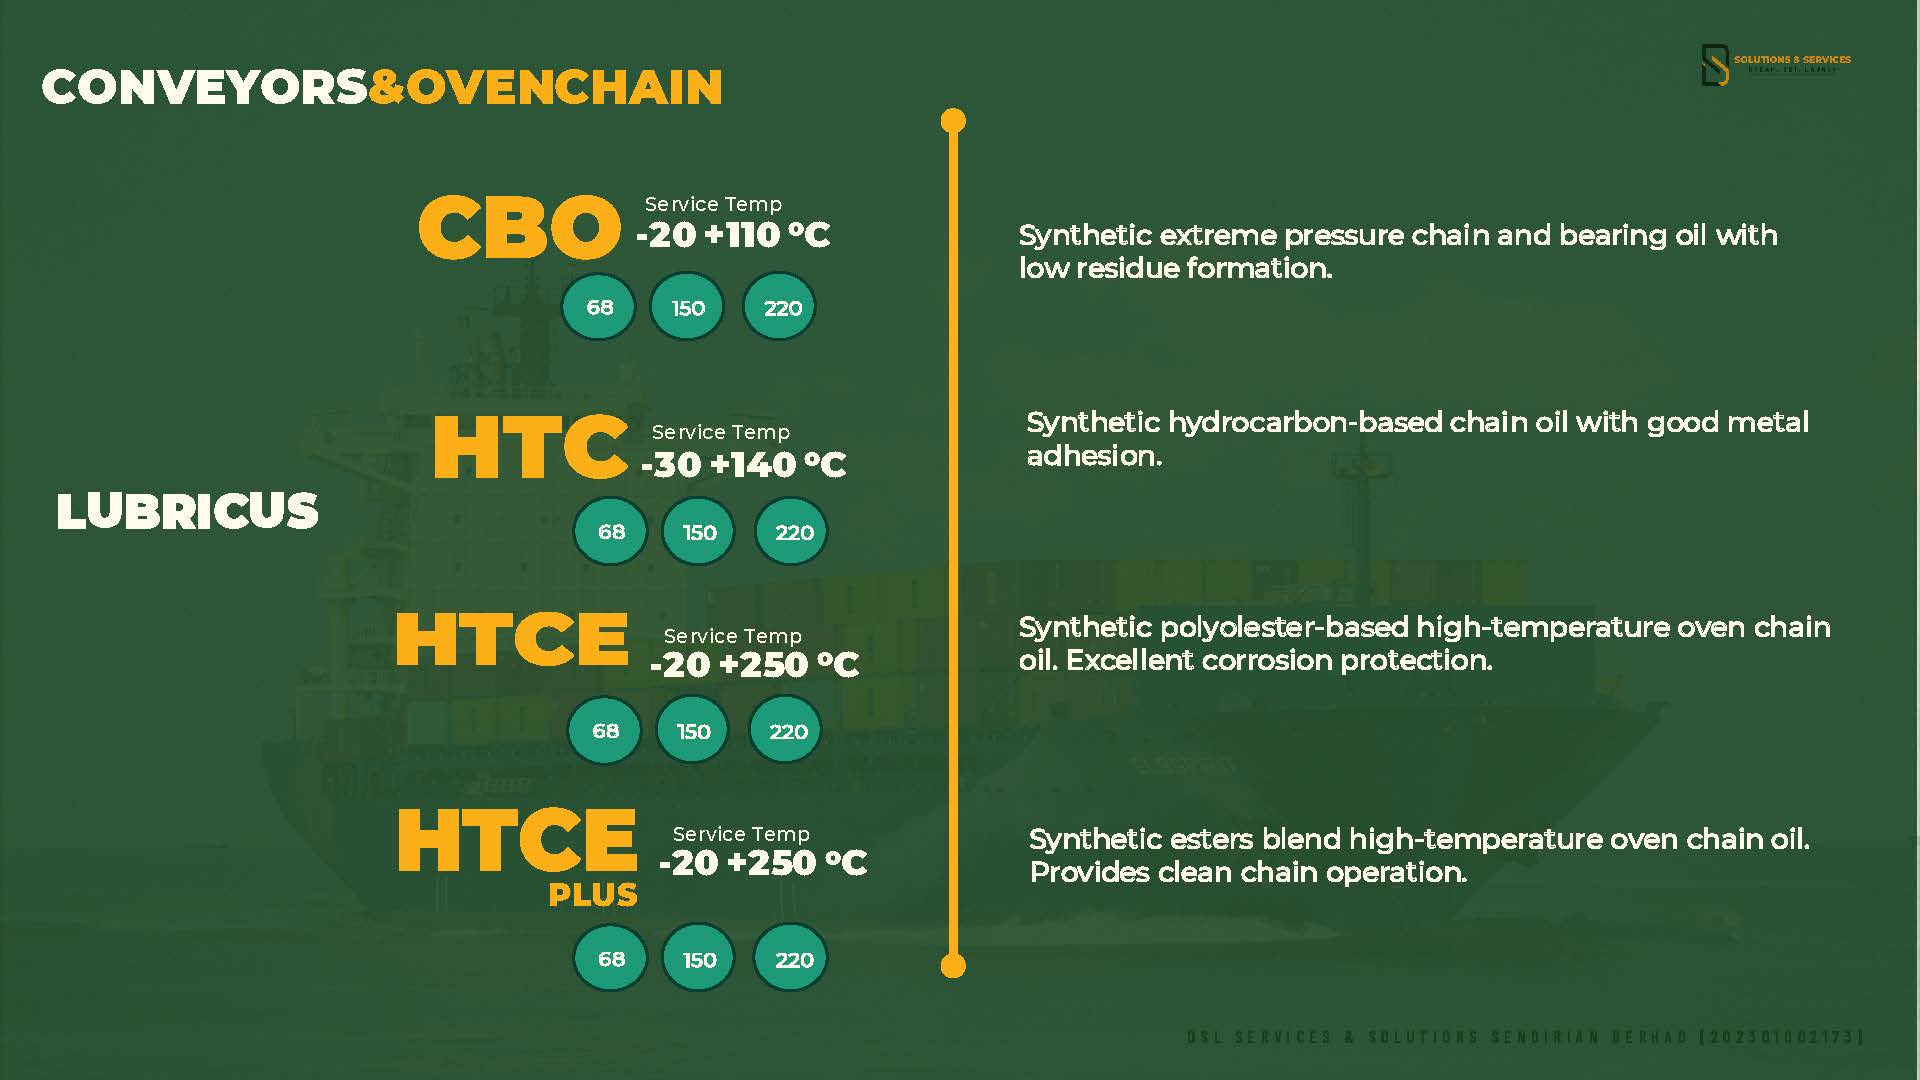 CONVEYORS&OVENCHAIN
SOLUTIONS & SERVICES
LUBRICUS
CBO
Service Temp
-20 +110 °C
68 150 220
Synthetic extreme pressure chain and bearing oil with
low residue formation.
HTC
Service Temp
-30 +140 °C
68 150 220
Synthetic hydrocarbon-based chain oil with good metal
adhesion.
HTCE
Service Temp
-20 +250 °C
68 150 220
Synthetic polyolester-based high-temperature oven chain
oil. Excellent corrosion protection.
HTCE
PLUS
Service Temp
-20 +250 °C
68 150 220
Synthetic esters blend high-temperature oven chain oil.
Provides clean chain operation.
DSL SERVICES & SOLUTIONS SENDIRIAN BERHAD [202301002173]